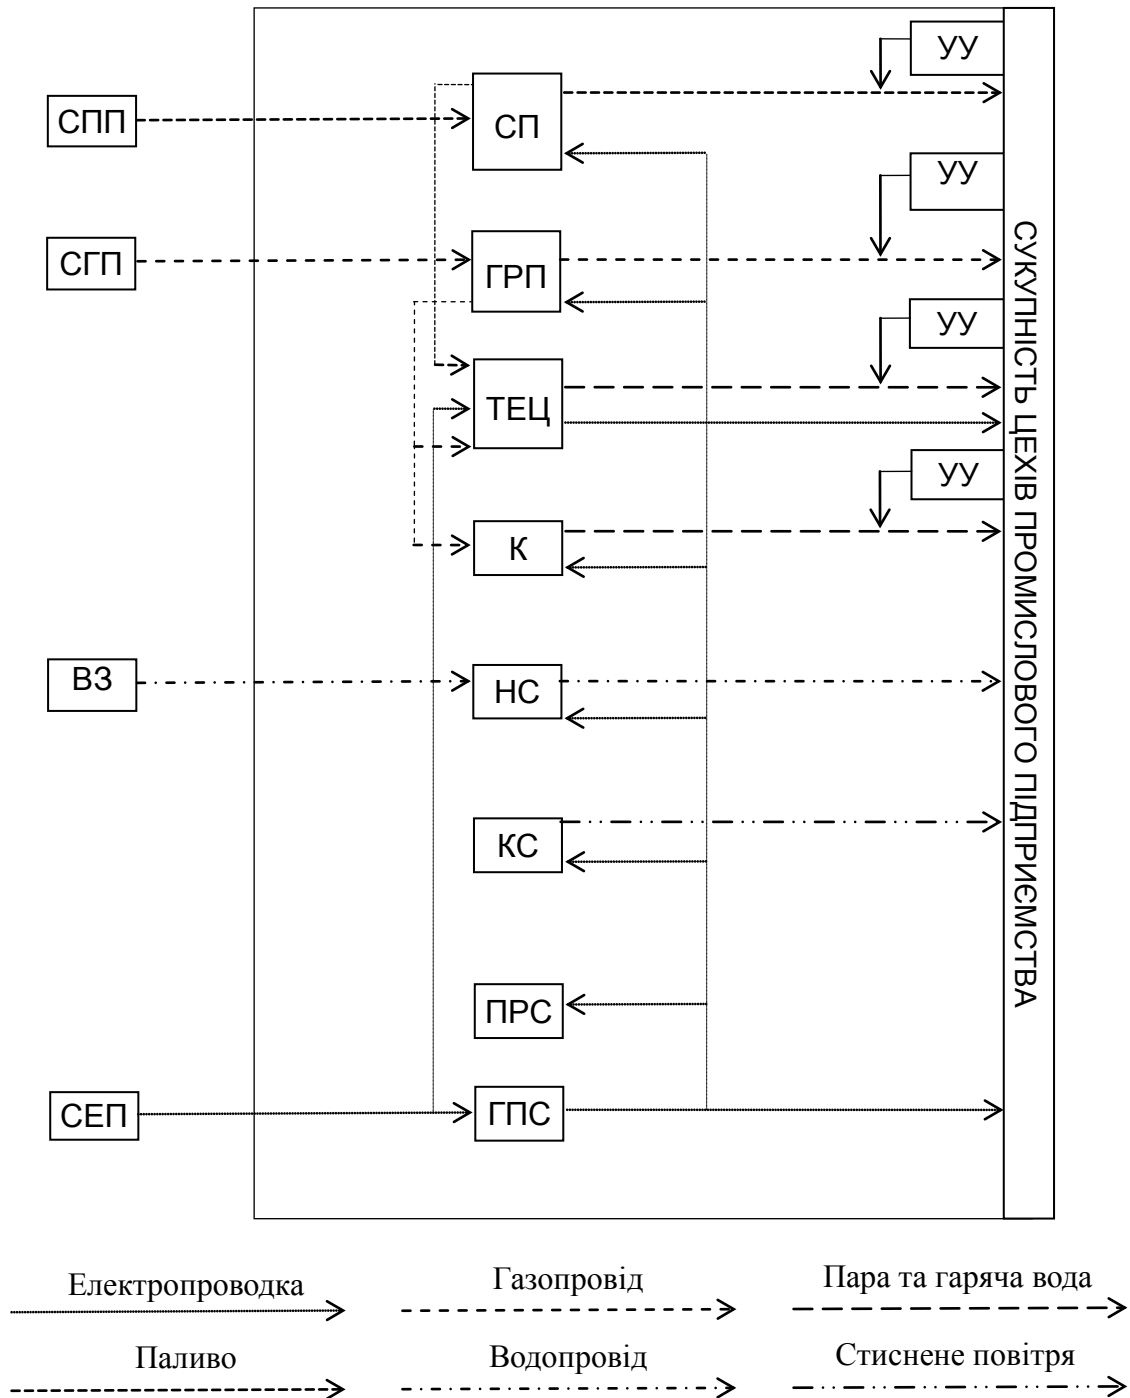 УУ
СПП
СП
УУ
СГП
ГРП
УУ
ТЕЦ
УУ
К
ВЗ
НС
КС
ПРС
СЕП
ГПС
СУКУПНІСТЬ ЦЕХІВ ПРОМИСЛОВОГО ПІДПРИЄМСТВА
Електропроводка
Газопровід
Пара та гаряча вода
Паливо
Водопровід
Стиснене повітря